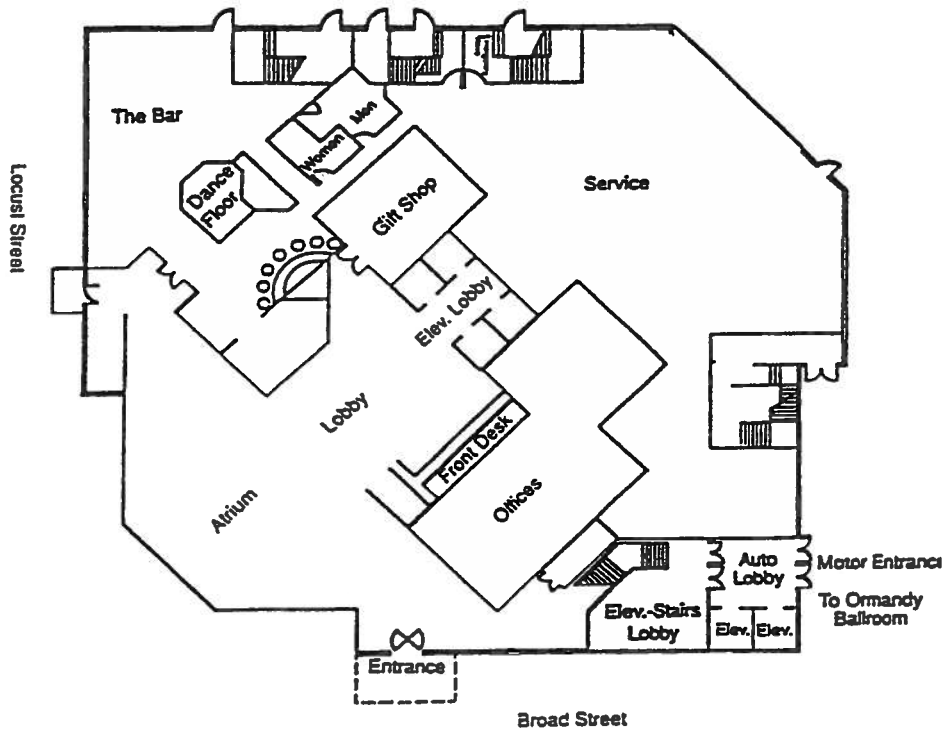 The Bar
Men
Women
Service
Locust Street
Dance
Floor
Gift Shop
Elev. Lobby
Lobby
Front Desk
Atrium
Offices
Auto
Lobby
Motor Entrance
To Ormandy
Ballroom
Elev.-Stairs
Lobby
Elev.
Elev.
Entrance
Broad Street